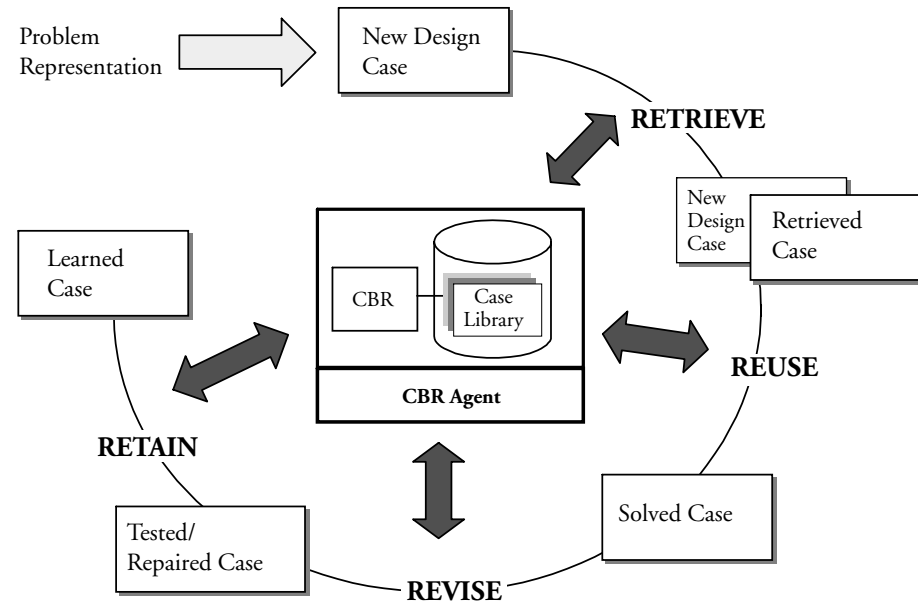 Problem
Representation
New Design
Case
RETRIEVE
New
Design
Case
Retrieved
Case
Learned
Case
CBR
Case
Library
CBR Agent
REUSE
RETAIN
Solved Case
Tested/
Repaired Case
REVISE